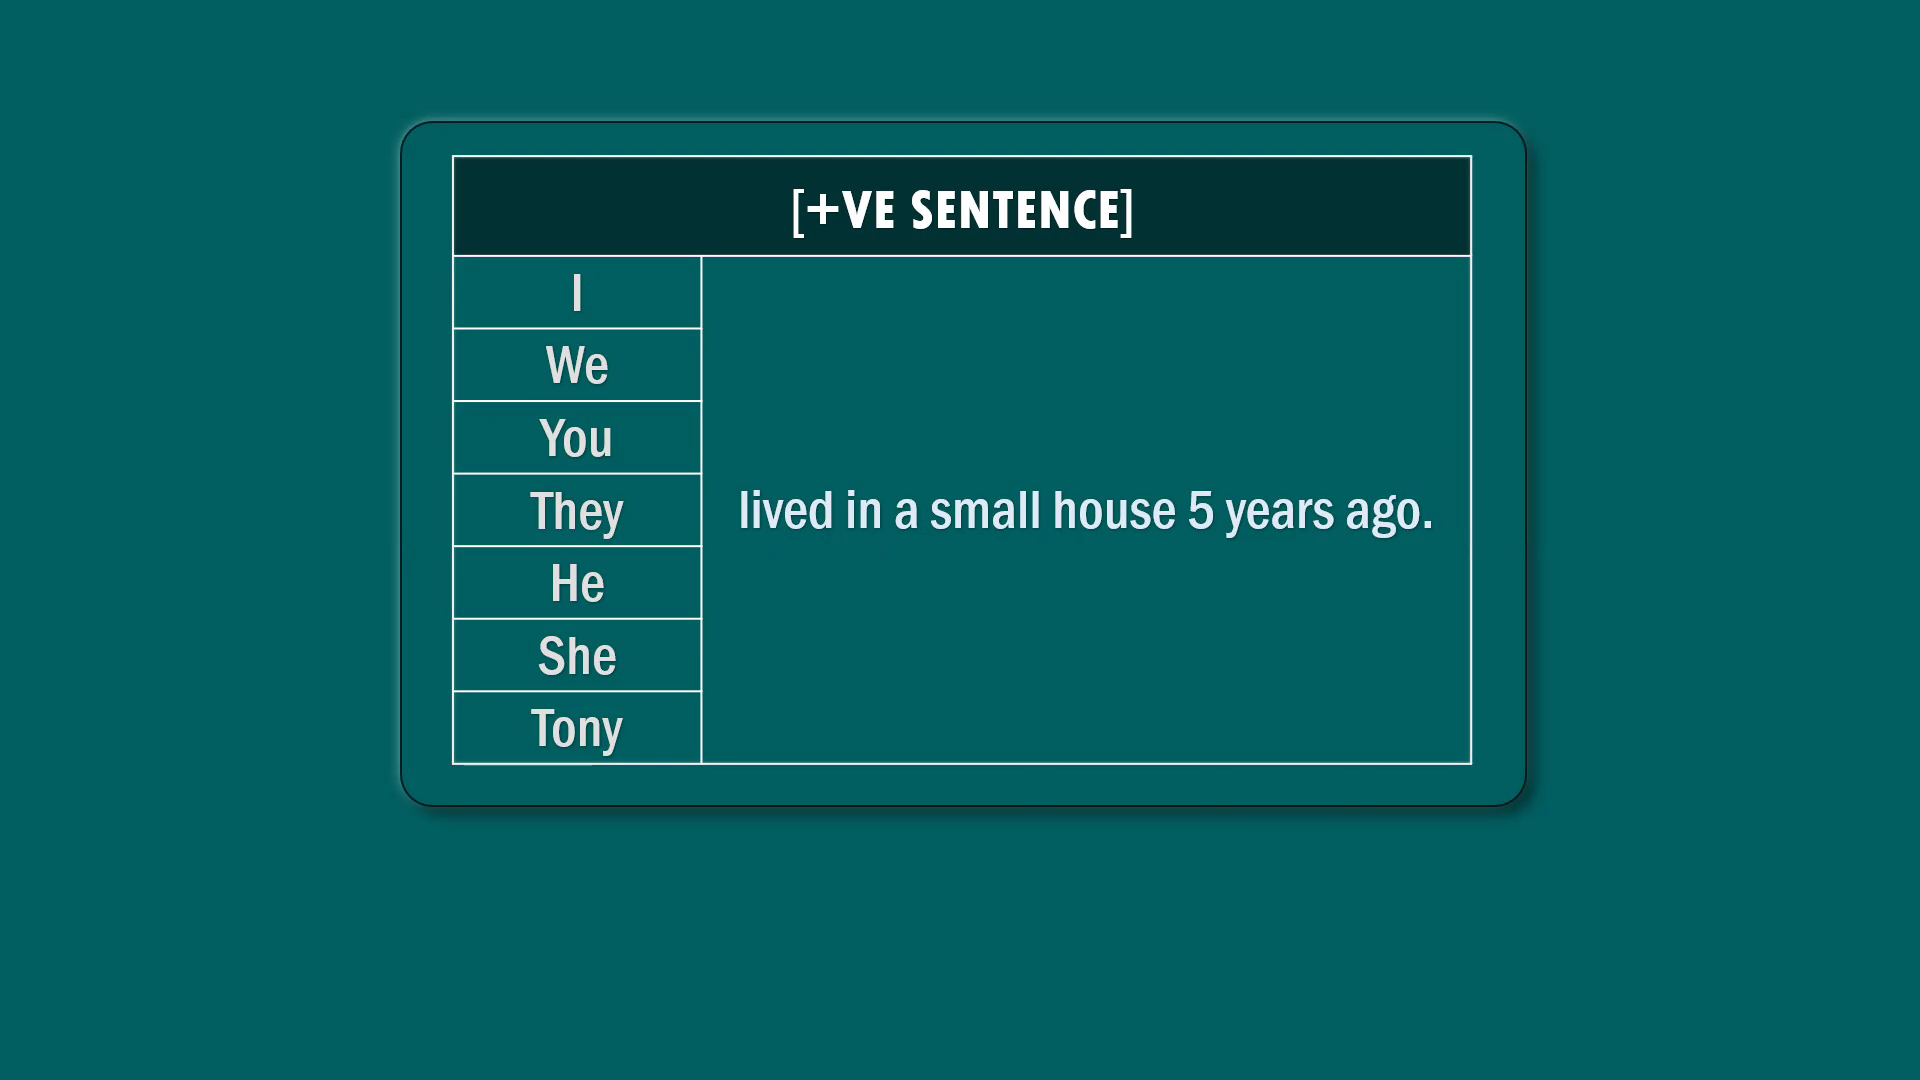 [+VE SENTENCE]
I
We
You
They
lived in a small house 5 years ago.
He
She
Tony